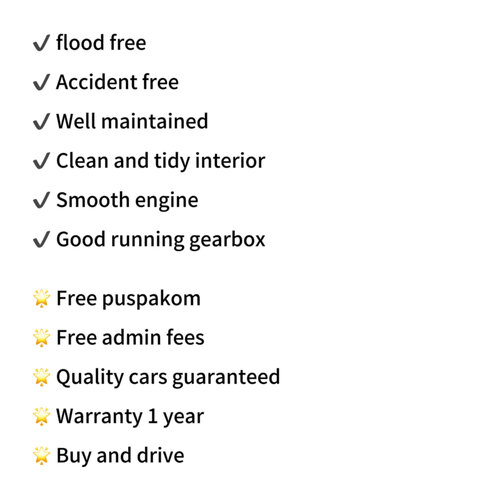 ✔ flood free
✔ Accident free
✔ Well maintained
✔ Clean and tidy interior
✔ Smooth engine
✔ Good running gearbox
🌟 Free puspakom
🌟 Free admin fees
🌟 Quality cars guaranteed
🌟 Warranty 1 year
🌟 Buy and drive